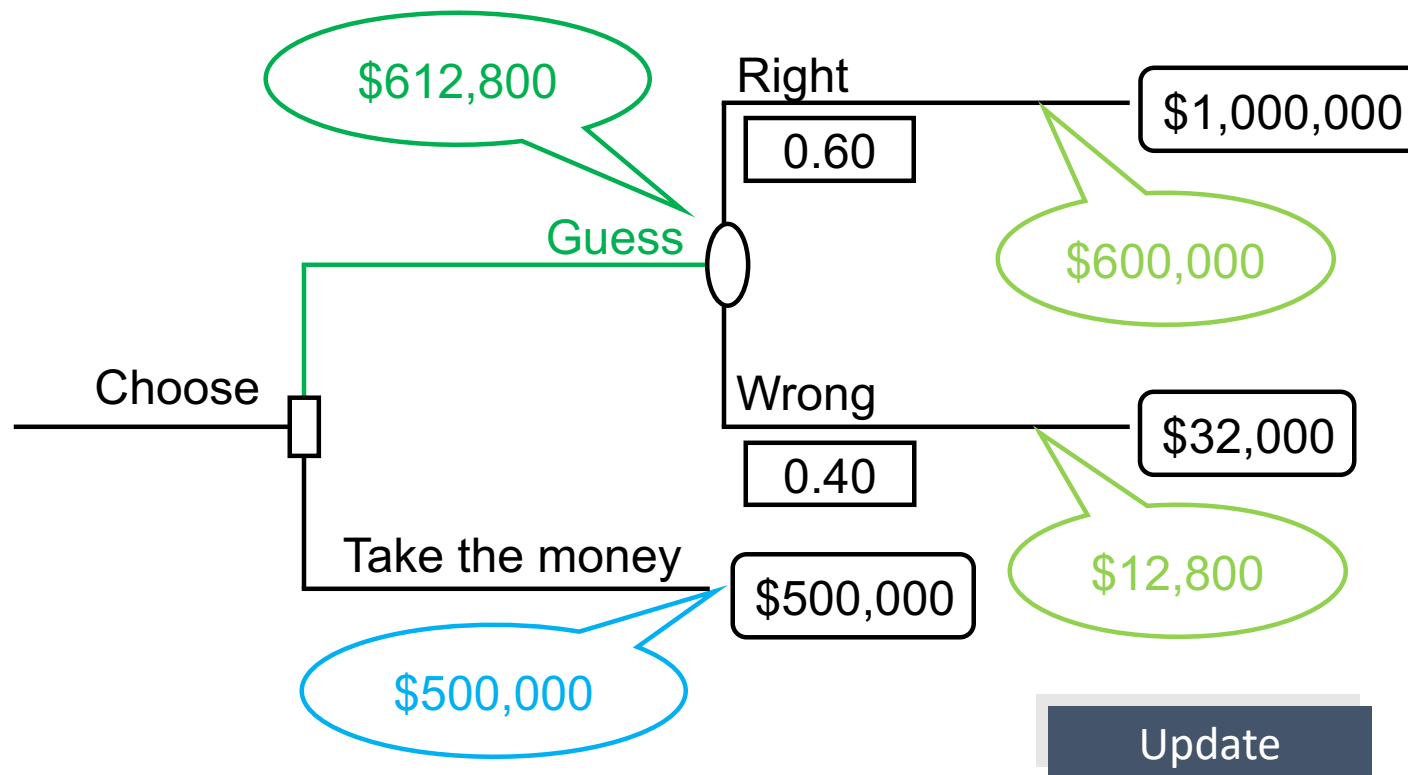 $612,800
Right
$1,000,000
0.60
Guess
$600,000
Choose
Wrong
$32,000
0.40
Take the money
$500,000
$12,800
$500,000
Update